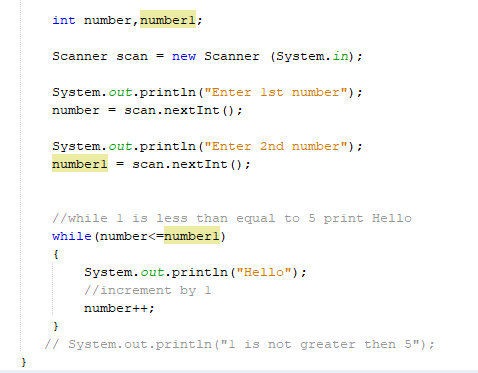 int number,number1;
Scanner scan = new Scanner (System.in);
System.out.println("Enter 1st number");
number = scan.nextInt();
System.out.println("Enter 2nd number");
number1 = scan.nextInt();
//while 1 is less than equal to 5 print Hello
while(number<=number1)
{
System.out.println("Hello");
//increment by 1
number++;
}
// System.out.println("1 is not greater then 5");
}